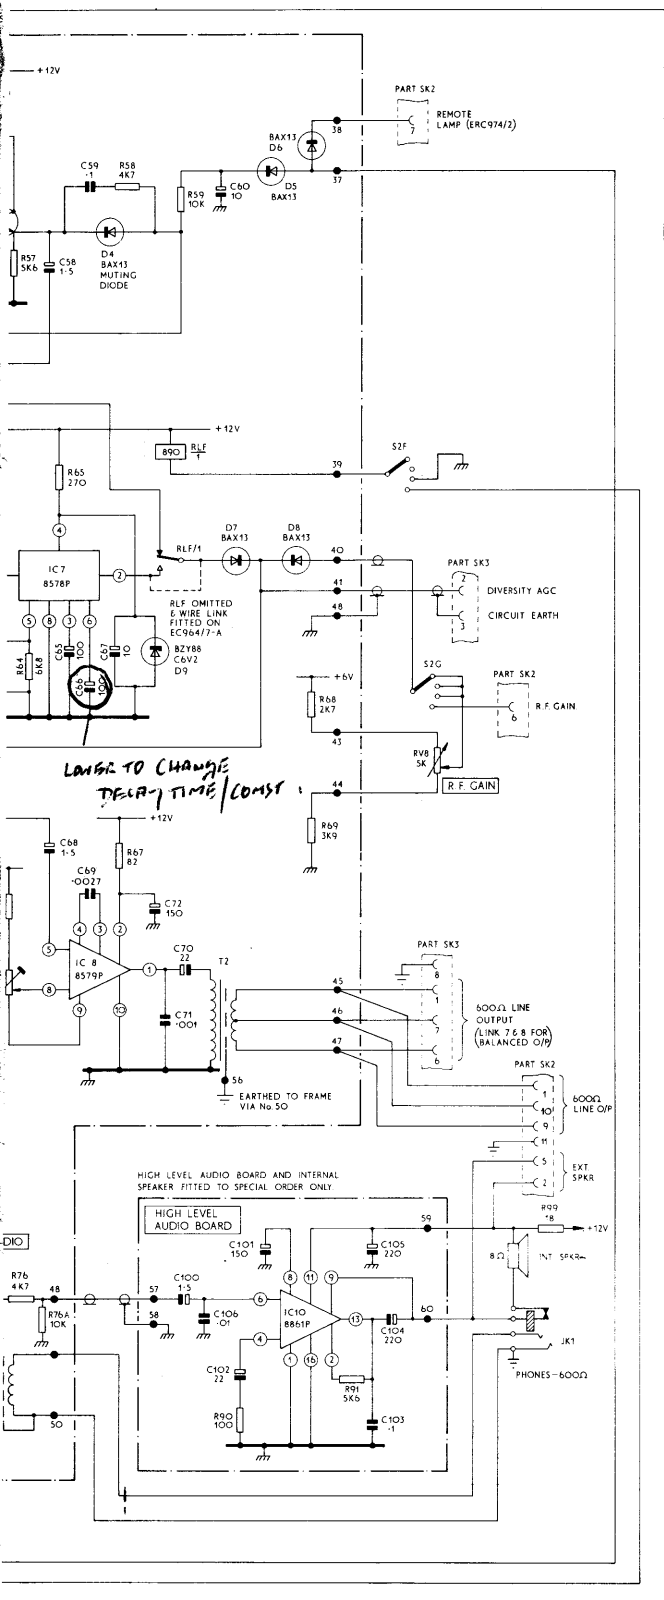 +12V
PART SK2
38
7
REMOTE
LAMP (ERC974/2)
BAX13
D6
37
C59
·1
R58
4K7
R59
10K
C60
10
D5
BAX13
R57
5K6
C58
1·5
D4
BAX13
MUTING
DIODE
+12V
890
RLF
1
39
S2F
R65
270
4
IC7
8578P
2
RLF/1
D7
BAX13
D8
BAX13
40
41
48
PART SK3
2
3
DIVERSITY AGC
CIRCUIT EARTH
5
8
3
6
R64
6K8
C65
100
C66
100
C67
10
BZY88
C6V2
D9
RLF OMITTED
& WIRE LINK
FITTED ON
EC964/7-A
+6V
R68
2K7
43
S2G
PART SK2
6
R.F. GAIN
RV8
5K
R.F. GAIN
44
R69
3K9
LOWER TO CHANGE
DECAY TIME/CONST
+12V
C68
1·5
R67
82
C69
·0027
C72
150
4
3
2
5
8
9
10
IC 8
8579P
1
C70
22
T2
C71
·001
56
EARTHED TO FRAME
VIA No.50
45
46
47
PART SK3
8
1
7
6
600Ω LINE
OUTPUT
(LINK 7&8 FOR
BALANCED O/P)
PART SK2
1
10
9
11
5
2
600Ω
LINE O/P
EXT.
SPKR
HIGH LEVEL AUDIO BOARD AND INTERNAL
SPEAKER FITTED TO SPECIAL ORDER ONLY.
HIGH LEVEL
AUDIO BOARD
DIO
59
R99
·18
+12V
C101
150
C105
220
8Ω
INT. SPKR
R76
4K7
48
R76A
10K
57
58
C100
1·5
C106
·01
8
11
9
6
4
IC10
8861P
13
1
16
2
C104
220
60
C102
22
R90
100
R91
5K6
C103
·1
JK1
PHONES-600Ω
50